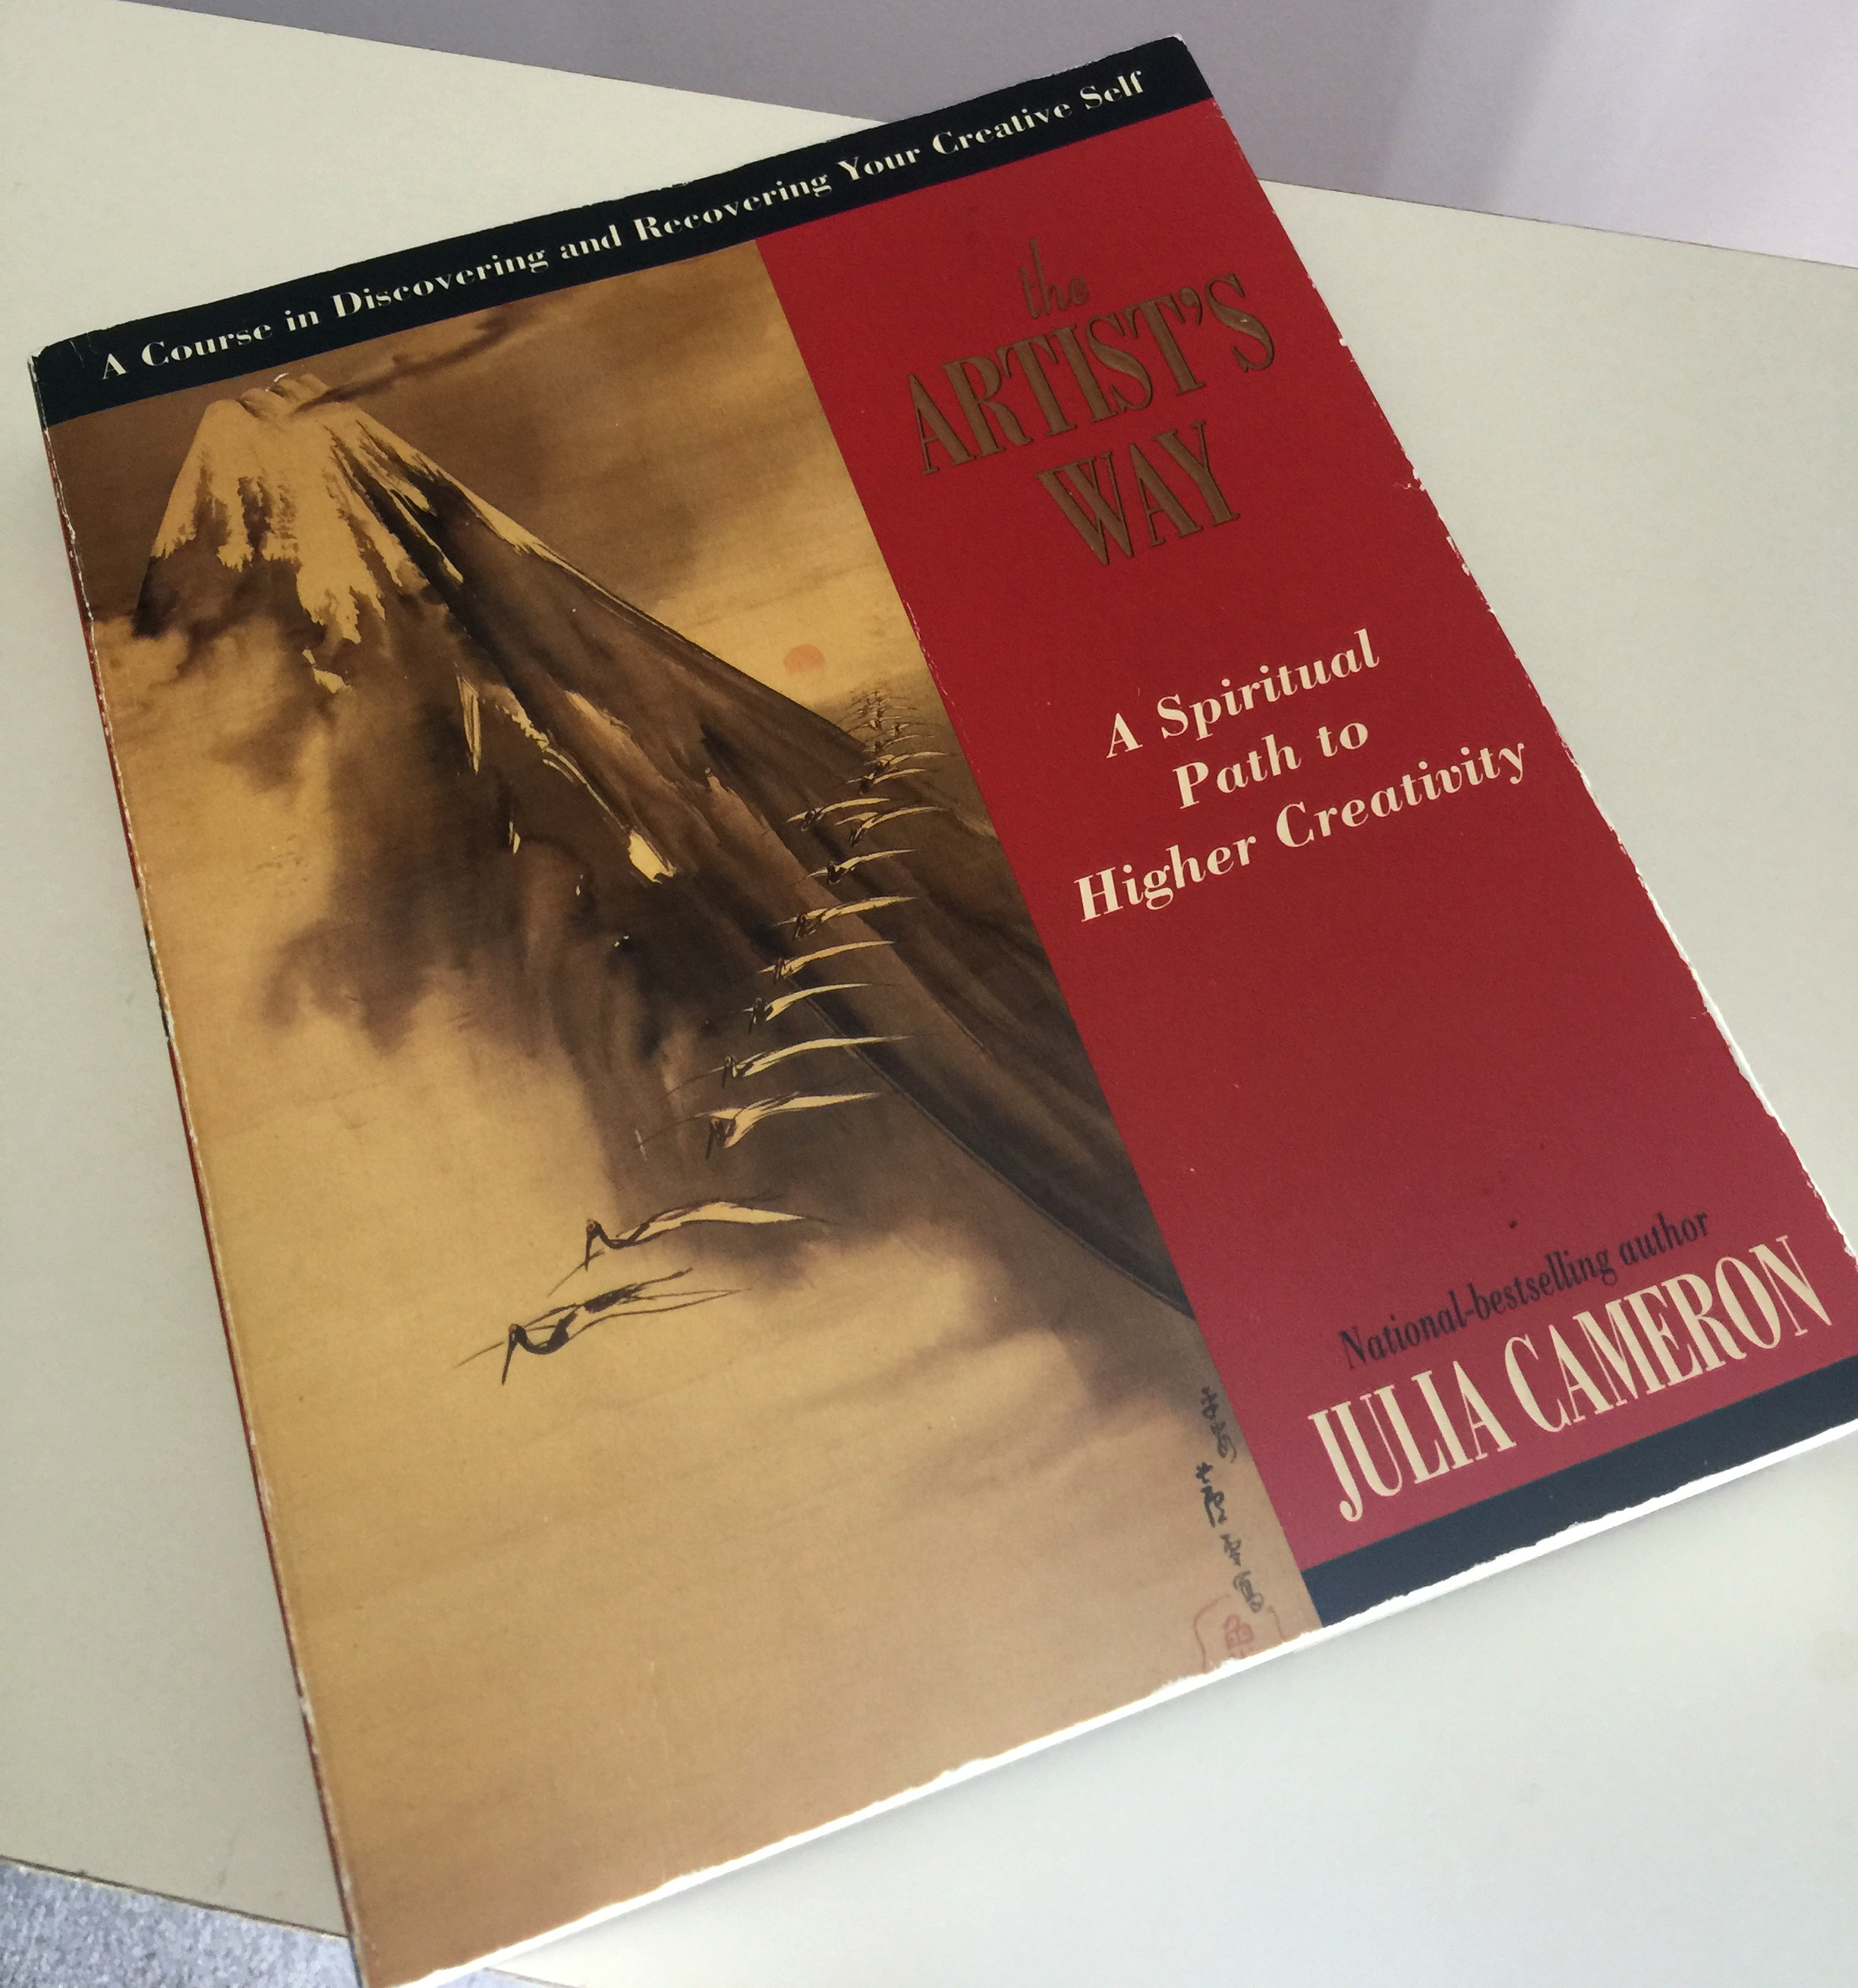 A Course in Discovering and Recovering Your Creative Self
the
ARTIST'S
WAY
A Spiritual
Path to
Higher Creativity
National-bestselling author
JULIA CAMERON